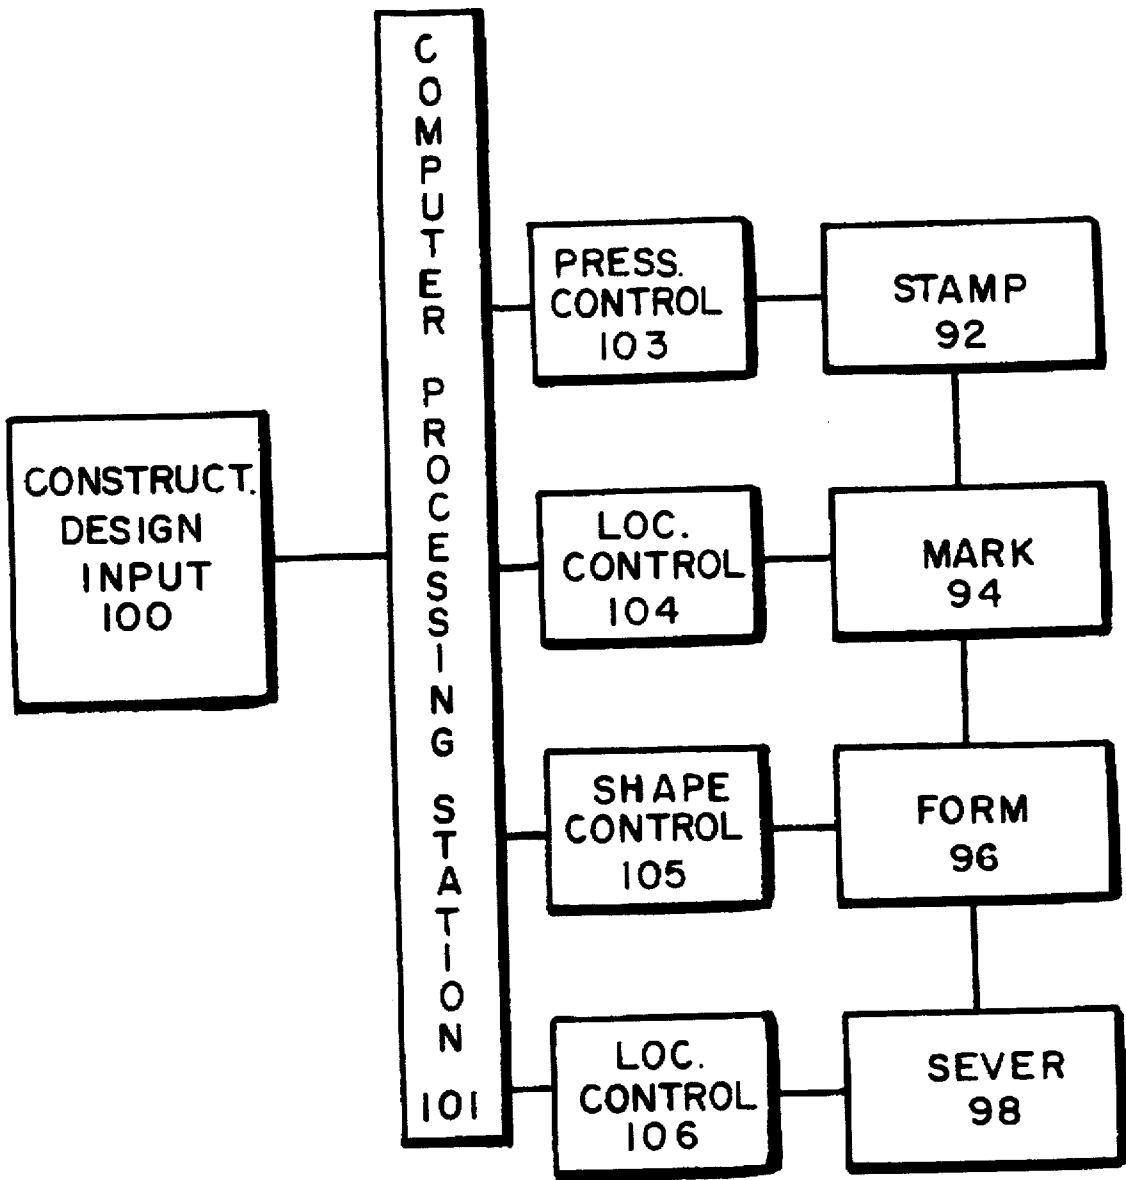 CONSTRUCT.
DESIGN
INPUT
100
COMPUTER PROCESSING STATION
101
PRESS.
CONTROL
103
STAMP
92
LOC.
CONTROL
104
MARK
94
SHAPE
CONTROL
105
FORM
96
LOC.
CONTROL
106
SEVER
98